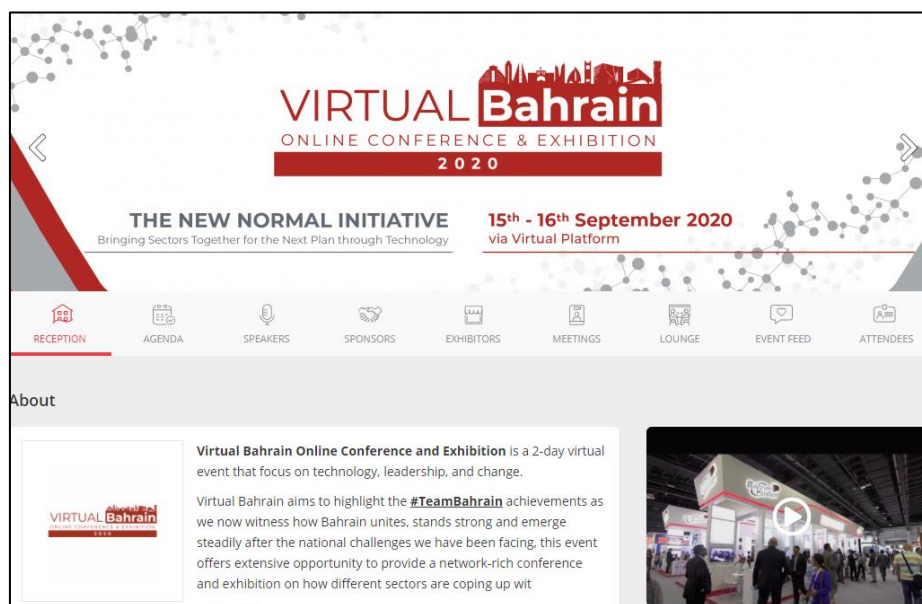 VIRTUAL Bahrain
ONLINE CONFERENCE & EXHIBITION
2020
THE NEW NORMAL INITIATIVE
Bringing Sectors Together for the Next Plan through Technology
15th - 16th September 2020
via Virtual Platform
RECEPTION
AGENDA
SPEAKERS
SPONSORS
EXHIBITORS
MEETINGS
LOUNGE
EVENT FEED
ATTENDEES
About
VIRTUAL Bahrain
ONLINE CONFERENCE & EXHIBITION
2020
Virtual Bahrain Online Conference and Exhibition is a 2-day virtual
event that focus on technology, leadership, and change.
Virtual Bahrain aims to highlight the #TeamBahrain achievements as
we now witness how Bahrain unites, stands strong and emerge
steadily after the national challenges we have been facing, this event
offers extensive opportunity to provide a network-rich conference
and exhibition on how different sectors are coping up wit